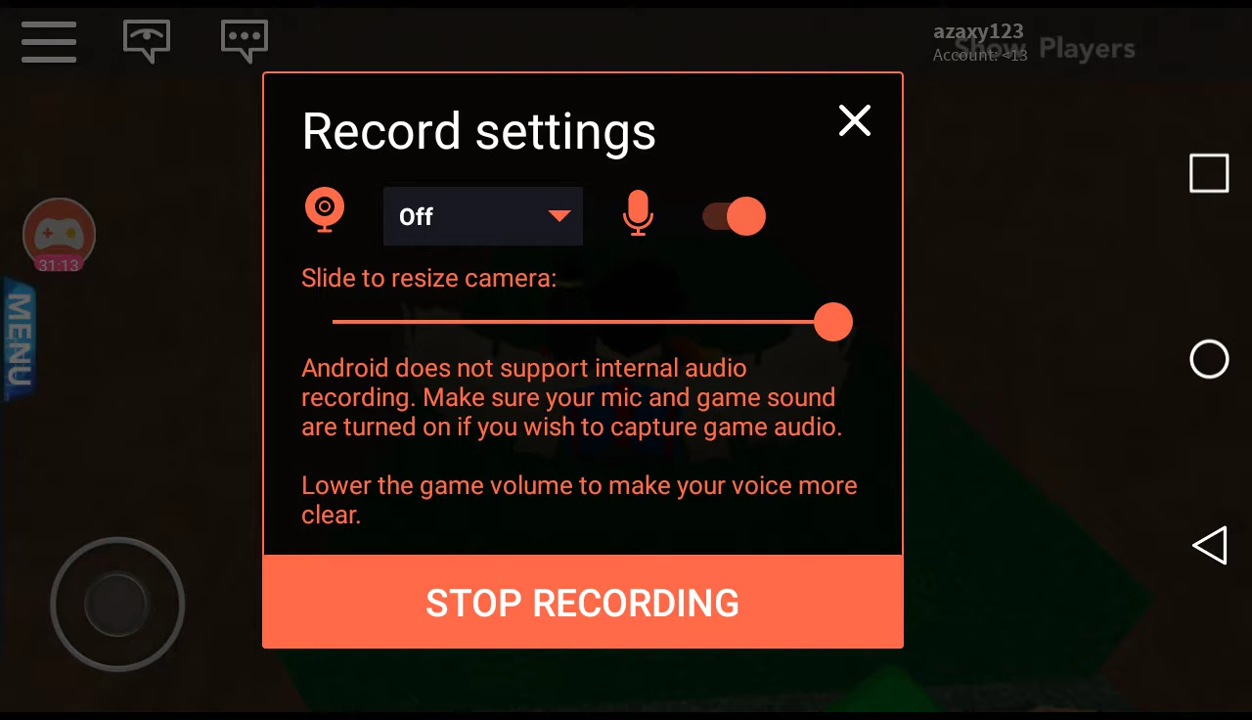 azaxy123
Account: <13
Show Players
Record settings
Off
31:13
Slide to resize camera:
MENU
Android does not support internal audio
recording. Make sure your mic and game sound
are turned on if you wish to capture game audio.
Lower the game volume to make your voice more
clear.
STOP RECORDING